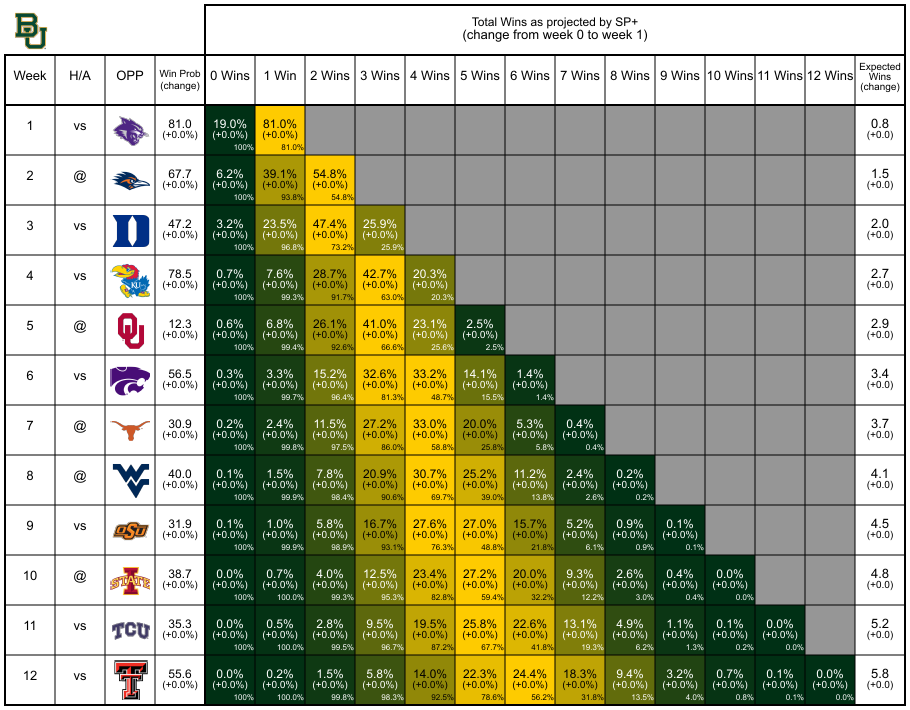 BU
Total Wins as projected by SP+
(change from week 0 to week 1)
Week H/A OPP Win Prob (change) 0 Wins 1 Win 2 Wins 3 Wins 4 Wins 5 Wins 6 Wins 7 Wins 8 Wins 9 Wins 10 Wins 11 Wins 12 Wins Expected Wins (change)
1 vs 81.0 19.0% 81.0% 0.8
(+0.0%) (+0.0%) (+0.0%) (+0.0)
100% 81.0%
2 @ 67.7 6.2% 39.1% 54.8% 1.5
(+0.0%) (+0.0%) (+0.0%) (+0.0%) (+0.0)
100% 93.8% 54.8%
3 vs D 47.2 3.2% 23.5% 47.4% 25.9% 2.0
(+0.0%) (+0.0%) (+0.0%) (+0.0%) (+0.0%) (+0.0)
100% 96.8% 73.2% 25.9%
4 vs KU 78.5 0.7% 7.6% 28.7% 42.7% 20.3% 2.7
(+0.0%) (+0.0%) (+0.0%) (+0.0%) (+0.0%) (+0.0%) (+0.0)
100% 99.3% 91.7% 63.0% 20.3%
5 @ OU 12.3 0.6% 6.8% 26.1% 41.0% 23.1% 2.5% 2.9
(+0.0%) (+0.0%) (+0.0%) (+0.0%) (+0.0%) (+0.0%) (+0.0%) (+0.0)
100% 99.4% 92.6% 66.6% 25.6% 2.5%
6 vs 56.5 0.3% 3.3% 15.2% 32.6% 33.2% 14.1% 1.4% 3.4
(+0.0%) (+0.0%) (+0.0%) (+0.0%) (+0.0%) (+0.0%) (+0.0%) (+0.0%) (+0.0)
100% 99.7% 96.4% 81.3% 48.7% 15.5% 1.4%
7 @ 30.9 0.2% 2.4% 11.5% 27.2% 33.0% 20.0% 5.3% 0.4% 3.7
(+0.0%) (+0.0%) (+0.0%) (+0.0%) (+0.0%) (+0.0%) (+0.0%) (+0.0%) (+0.0%) (+0.0)
100% 99.8% 97.5% 86.0% 58.8% 25.8% 5.8% 0.4%
8 @ WV 40.0 0.1% 1.5% 7.8% 20.9% 30.7% 25.2% 11.2% 2.4% 0.2% 4.1
(+0.0%) (+0.0%) (+0.0%) (+0.0%) (+0.0%) (+0.0%) (+0.0%) (+0.0%) (+0.0%) (+0.0%) (+0.0)
100% 99.9% 98.4% 90.6% 69.7% 39.0% 13.8% 2.6% 0.2%
9 vs OSU 31.9 0.1% 1.0% 5.8% 16.7% 27.6% 27.0% 15.7% 5.2% 0.9% 0.1% 4.5
(+0.0%) (+0.0%) (+0.0%) (+0.0%) (+0.0%) (+0.0%) (+0.0%) (+0.0%) (+0.0%) (+0.0%) (+0.0%) (+0.0)
100% 99.9% 98.9% 93.1% 76.3% 48.8% 21.8% 6.1% 0.9% 0.1%
10 @ I STATE 38.7 0.0% 0.7% 4.0% 12.5% 23.4% 27.2% 20.0% 9.3% 2.6% 0.4% 0.0% 4.8
(+0.0%) (+0.0%) (+0.0%) (+0.0%) (+0.0%) (+0.0%) (+0.0%) (+0.0%) (+0.0%) (+0.0%) (+0.0%) (+0.0%) (+0.0)
100% 100.0% 99.3% 95.3% 82.8% 59.4% 32.2% 12.2% 3.0% 0.4% 0.0%
11 vs TCU 35.3 0.0% 0.5% 2.8% 9.5% 19.5% 25.8% 22.6% 13.1% 4.9% 1.1% 0.1% 0.0% 5.2
(+0.0%) (+0.0%) (+0.0%) (+0.0%) (+0.0%) (+0.0%) (+0.0%) (+0.0%) (+0.0%) (+0.0%) (+0.0%) (+0.0%) (+0.0%) (+0.0)
100% 100.0% 99.5% 96.7% 87.2% 67.7% 41.8% 19.3% 6.2% 1.3% 0.2% 0.0%
12 vs T 55.6 0.0% 0.2% 1.5% 5.8% 14.0% 22.3% 24.4% 18.3% 9.4% 3.2% 0.7% 0.1% 0.0% 5.8
(+0.0%) (+0.0%) (+0.0%) (+0.0%) (+0.0%) (+0.0%) (+0.0%) (+0.0%) (+0.0%) (+0.0%) (+0.0%) (+0.0%) (+0.0%) (+0.0%) (+0.0)
100% 100.0% 99.8% 98.3% 92.5% 78.6% 56.2% 31.8% 13.5% 4.0% 0.8% 0.1% 0.0%